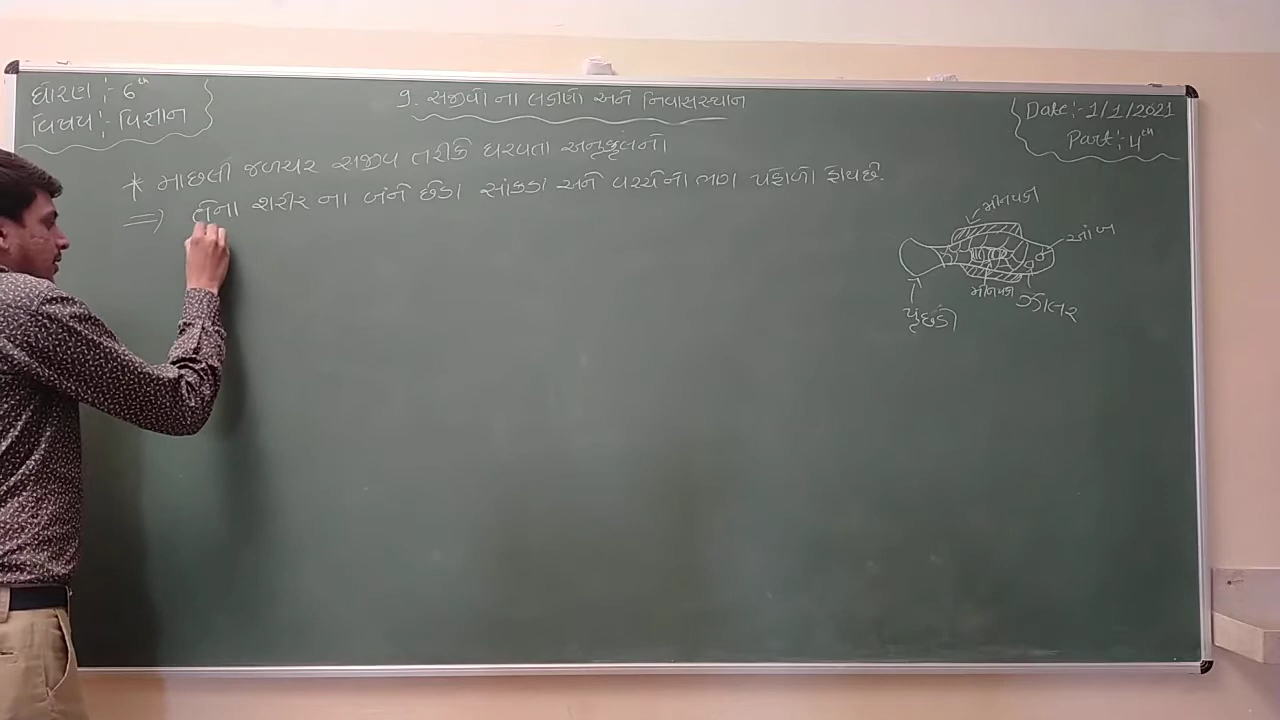 ધોરણ :- 6th
વિષય :- વિજ્ઞાન
9. સજીવો ના લક્ષણો અને નિવાસસ્થાન
Date :- 1/1/2021
Part :- 4th
* માછલી જળચર સજીવ તરીકે ધરાવતા અનુકૂલનો
⇒ તેના શરીર ના બંને છેડા સાંકડા અને વચ્ચેનો ભાગ પહોળો હોય છે.
મીનપક્ષ
આંખ
મીનપક્ષ
ઝાલર
પૂંછડી